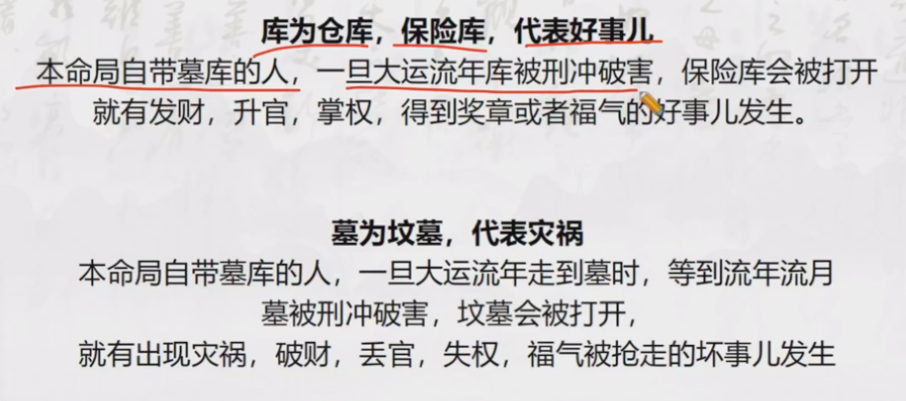 库为仓库，保险库，代表好事儿
本命局自带墓库的人，一旦大运流年库被刑冲破害，保险库会被打开
就有发财，升官，掌权，得到奖章或者福气的好事儿发生。
墓为坟墓，代表灾祸
本命局自带墓库的人，一旦大运流年走到墓时，等到流年流月
墓被刑冲破害，坟墓会被打开，
就有出现灾祸，破财，丢官，失权，福气被抢走的坏事儿发生